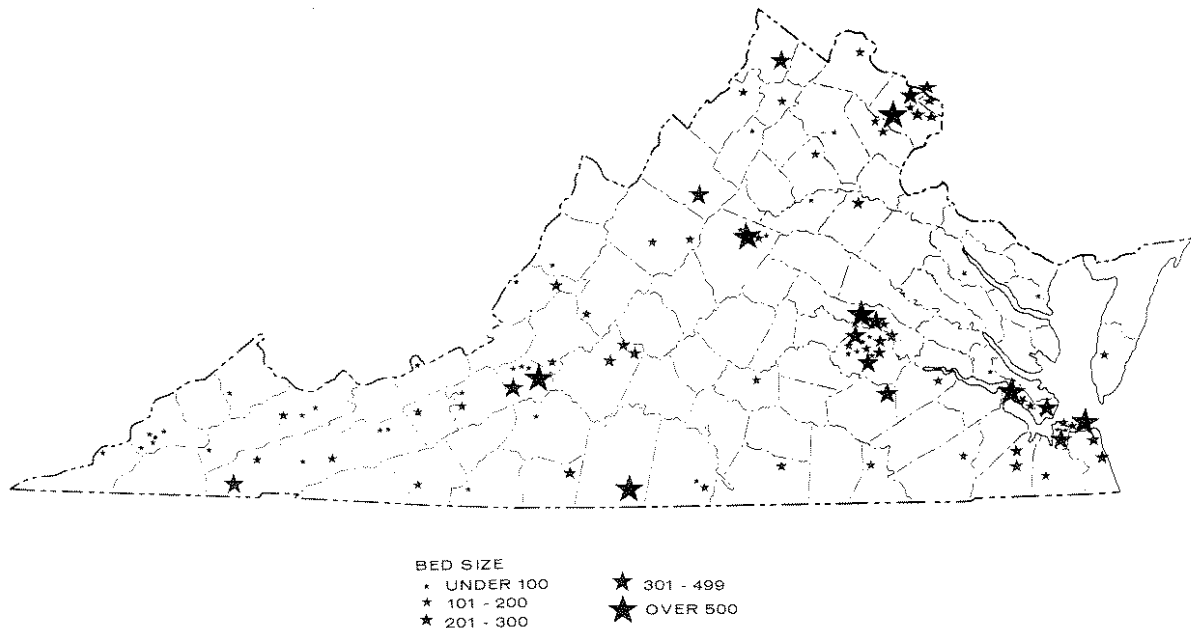 BED SIZE
UNDER 100
101 - 200
201 - 300
301 - 499
OVER 500